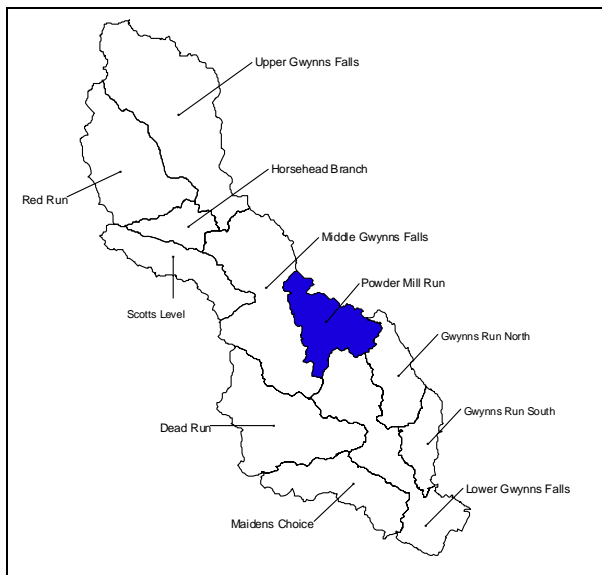 Upper Gwynns Falls
Horsehead Branch
Red Run
Middle Gwynns Falls
Powder Mill Run
Scotts Level
Gwynns Run North
Gwynns Run South
Dead Run
Lower Gwynns Falls
Maidens Choice